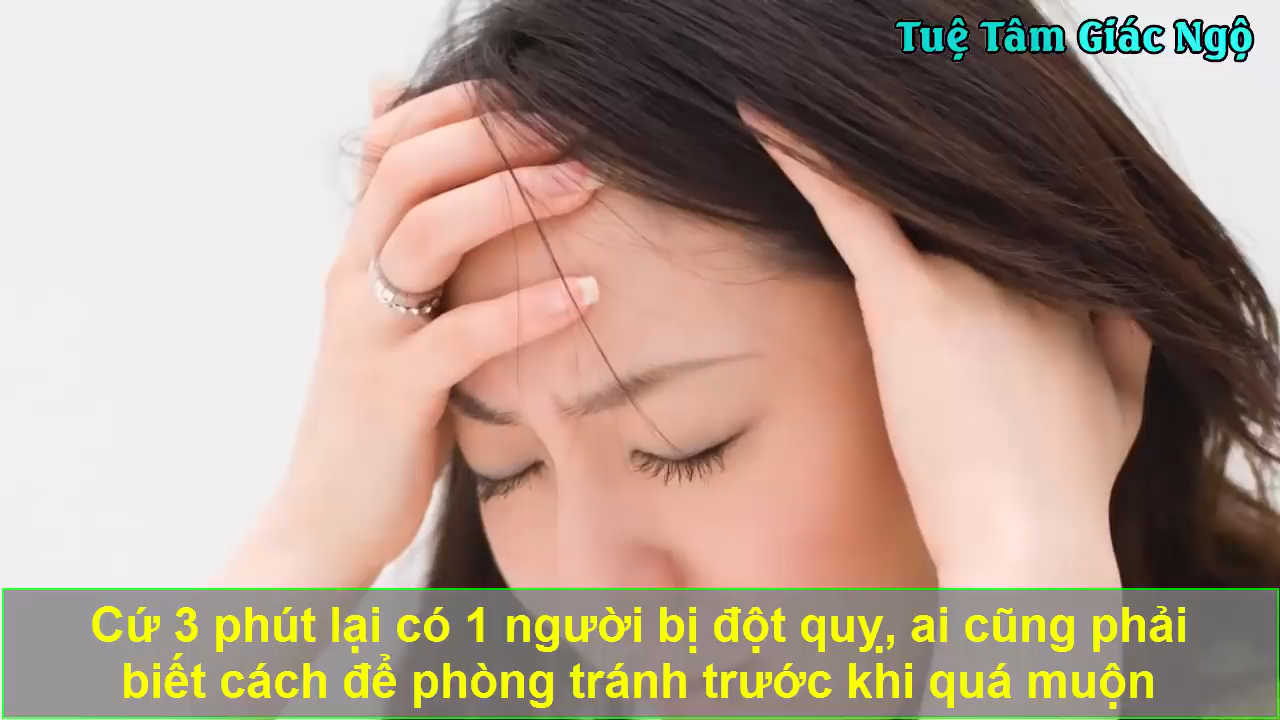 Tuệ Tâm Giác Ngộ
Cứ 3 phút lại có 1 người bị đột quỵ, ai cũng phải
biết cách để phòng tránh trước khi quá muộn